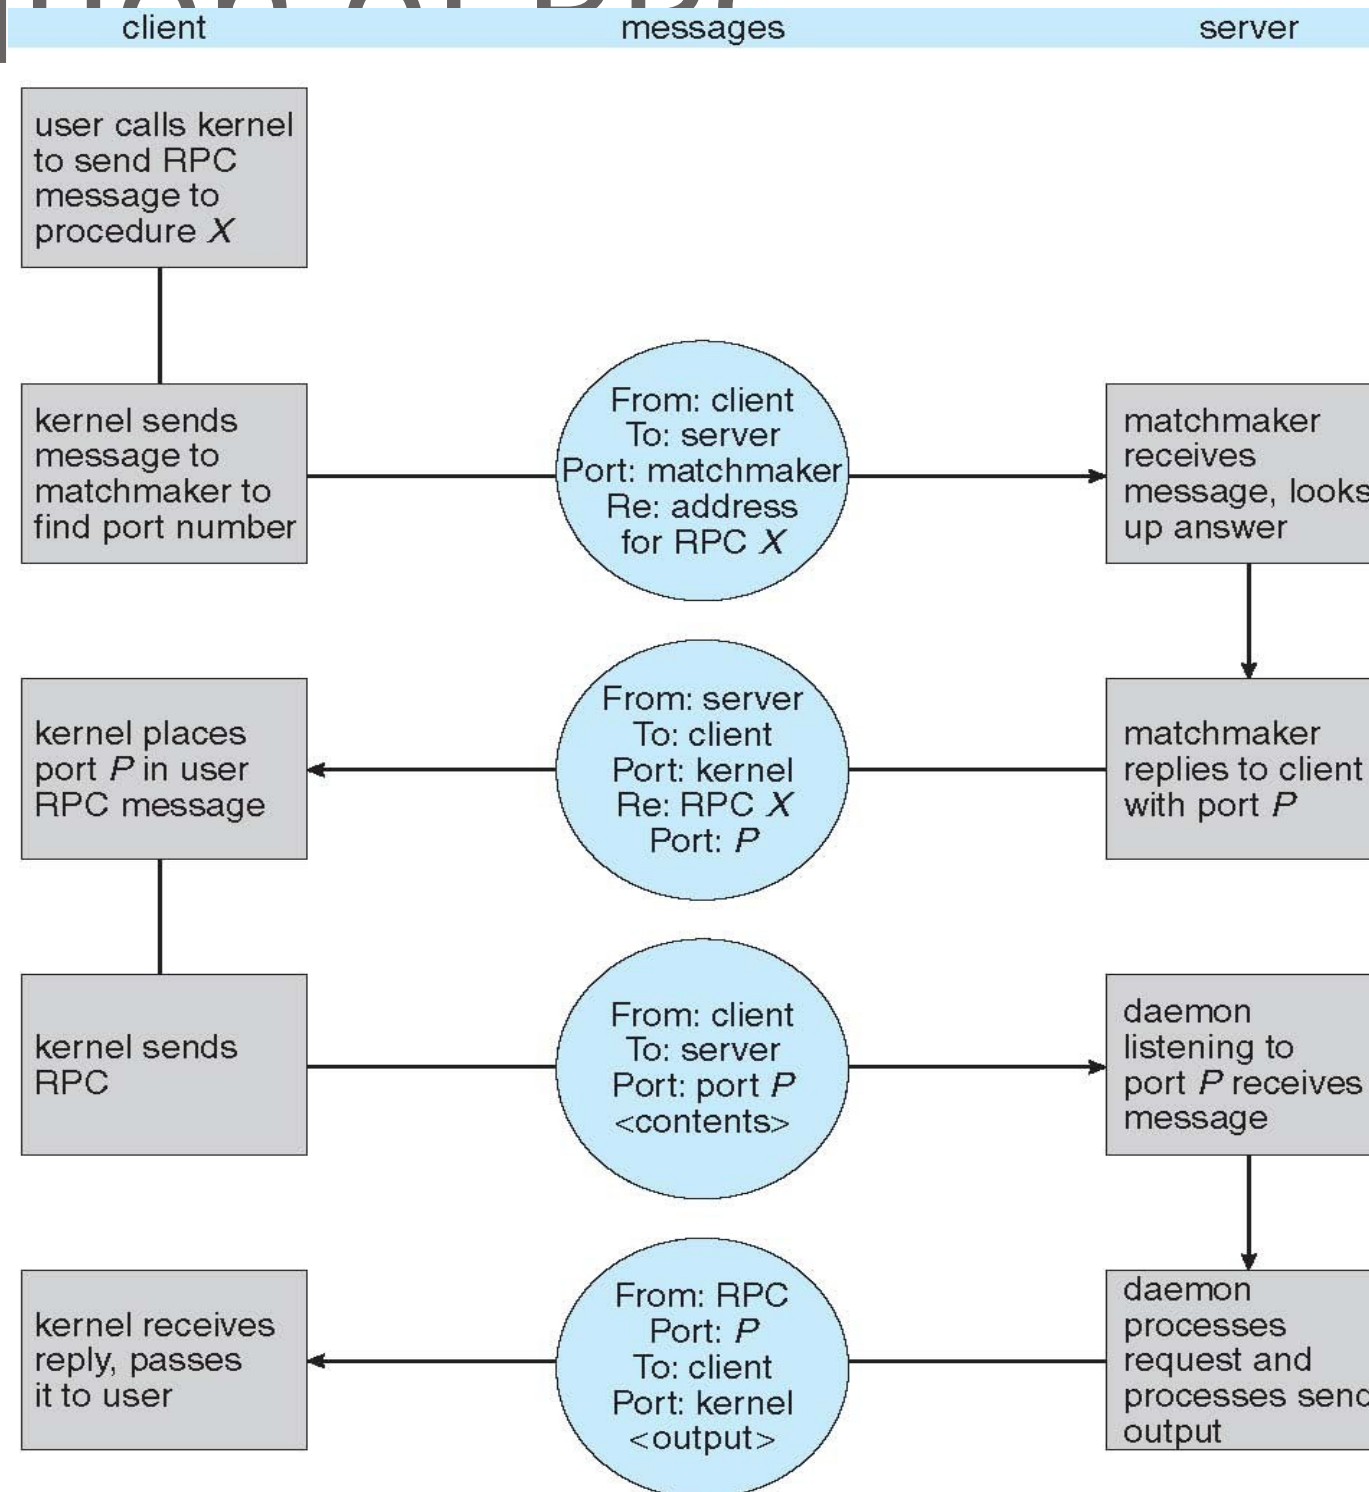 client
messages
server
user calls kernel
to send RPC
message to
procedure X
kernel sends
message to
matchmaker to
find port number
From: client
To: server
Port: matchmaker
Re: address
for RPC X
matchmaker
receives
message, looks
up answer
kernel places
port P in user
RPC message
From: server
To: client
Port: kernel
Re: RPC X
Port: P
matchmaker
replies to client
with port P
kernel sends
RPC
From: client
To: server
Port: port P
<contents>
daemon
listening to
port P receives
message
kernel receives
reply, passes
it to user
From: RPC
Port: P
To: client
Port: kernel
<output>
daemon
processes
request and
processes send
output